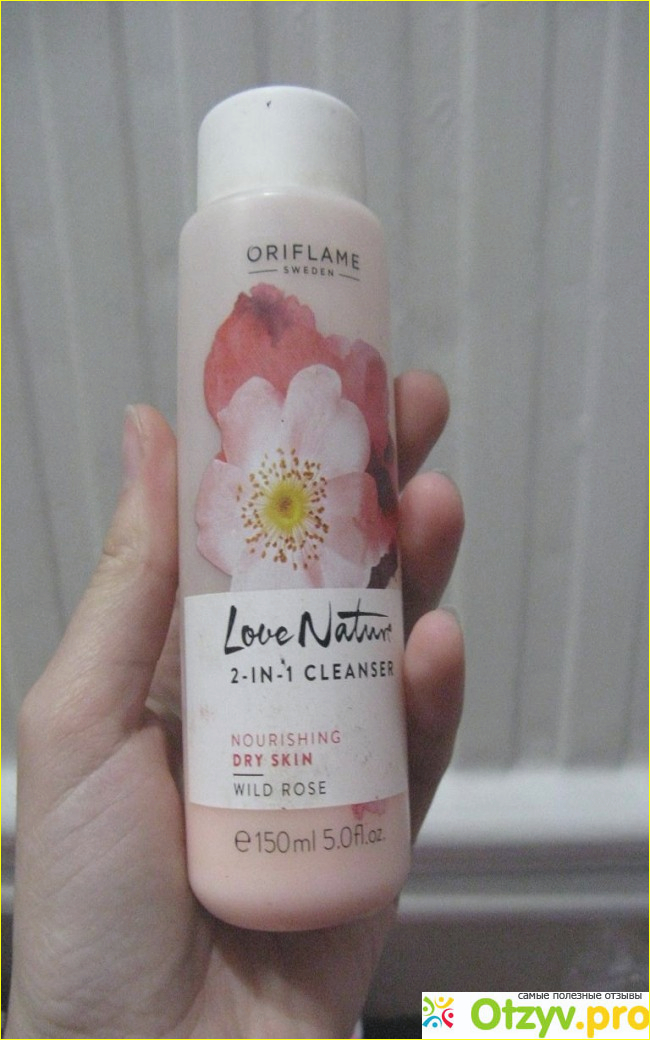 ORIFLAME
SWEDEN
Love Nature
2-IN-1 CLEANSER
NOURISHING
DRY SKIN
WILD ROSE
e150ml 5.0fl.oz.
самые полезные отзывы
Otzyv.pro